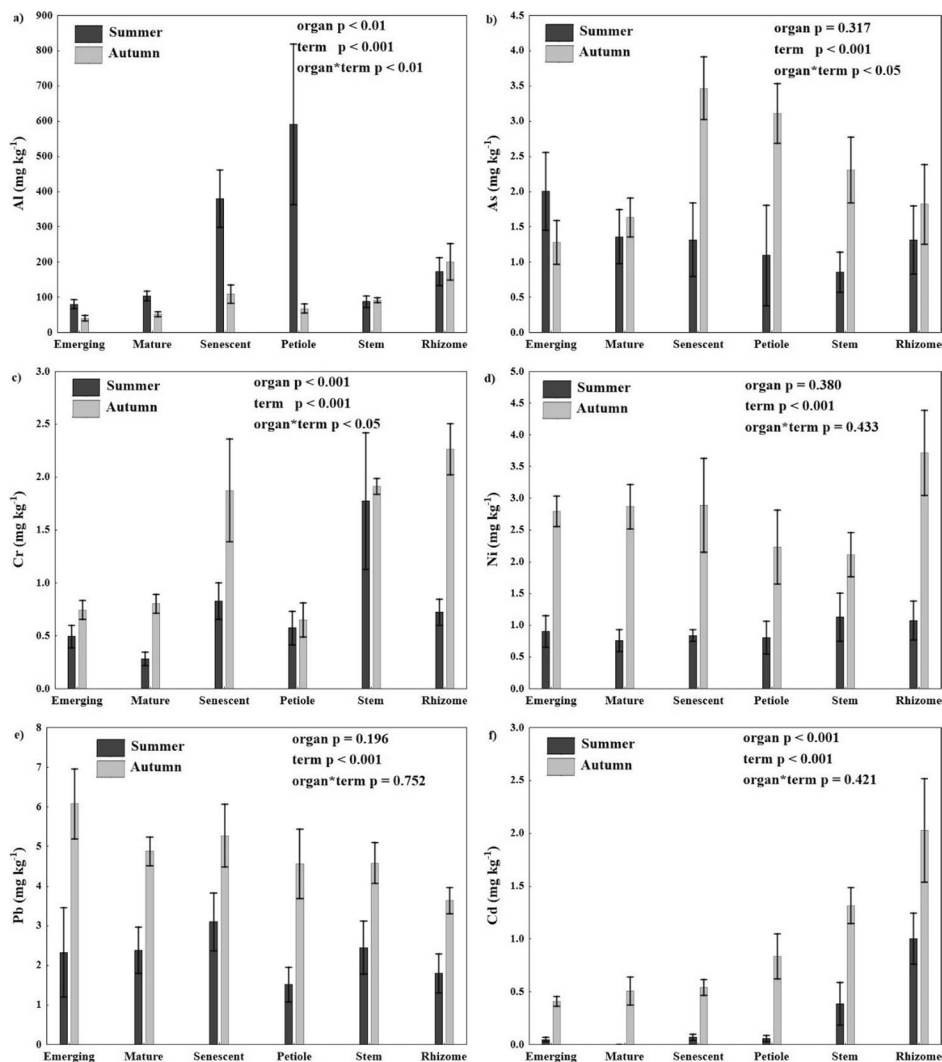 a)
Summer
Autumn
organ p < 0.01
term p < 0.001
organ*term p < 0.01
Al (mg kg⁻¹)
900
800
700
600
500
400
300
200
100
0
Emerging Mature Senescent Petiole Stem Rhizome
b)
Summer
Autumn
organ p = 0.317
term p < 0.001
organ*term p < 0.05
As (mg kg⁻¹)
4.5
4.0
3.5
3.0
2.5
2.0
1.5
1.0
0.5
0.0
Emerging Mature Senescent Petiole Stem Rhizome
c)
Summer
Autumn
organ p < 0.001
term p < 0.001
organ*term p < 0.05
Cr (mg kg⁻¹)
3.0
2.5
2.0
1.5
1.0
0.5
0.0
Emerging Mature Senescent Petiole Stem Rhizome
d)
Summer
Autumn
organ p = 0.380
term p < 0.001
organ*term p = 0.433
Ni (mg kg⁻¹)
5.0
4.5
4.0
3.5
3.0
2.5
2.0
1.5
1.0
0.5
0.0
Emerging Mature Senescent Petiole Stem Rhizome
e)
Summer
Autumn
organ p = 0.196
term p < 0.001
organ*term p = 0.752
Pb (mg kg⁻¹)
8
7
6
5
4
3
2
1
0
Emerging Mature Senescent Petiole Stem Rhizome
f)
Summer
Autumn
organ p < 0.001
term p < 0.001
organ*term p = 0.421
Cd (mg kg⁻¹)
3.0
2.5
2.0
1.5
1.0
0.5
0.0
Emerging Mature Senescent Petiole Stem Rhizome